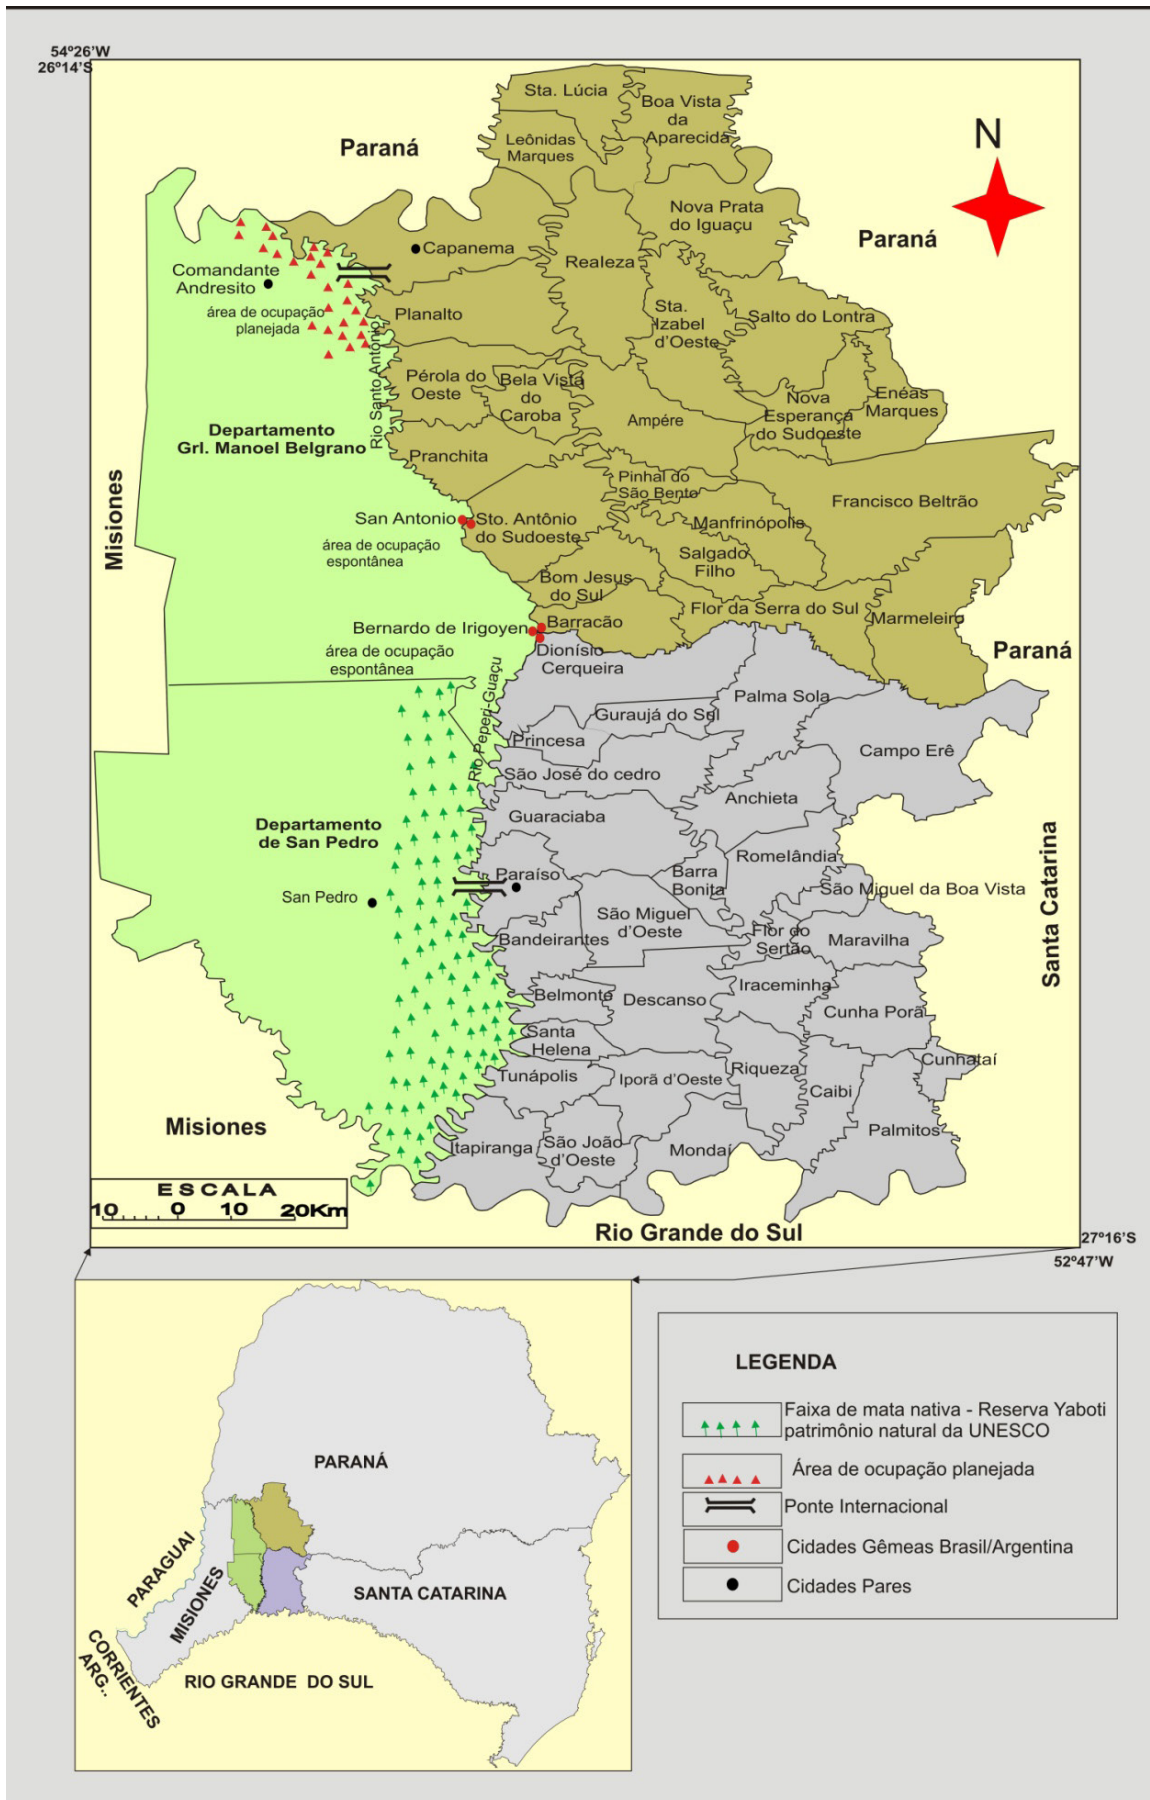 54º26’W
26º14’S
Sta. Lúcia
Boa Vista
da
Aparecida
Paraná
Leônidas
Marques
N
Nova Prata
do Iguaçu
Paraná
Capanema
Realeza
Comandante
Andresito
área de ocupação
planejada
Planalto
Sta.
Izabel
d’Oeste
Salto do Lontra
Rio Santo Antonio
Pérola do
Oeste
Bela Vista
do
Caroba
Ampére
Nova
Esperança
do Sudoeste
Enéas
Marques
Departamento
Grl. Manoel Belgrano
Pranchita
Misiones
Pinhal do
São Bento
Francisco Beltrão
San Antonio
Sto. Antônio
do Sudoeste
Manfrinópolis
área de ocupação
espontânea
Salgado
Filho
Bom Jesus
do Sul
Flor da Serra do Sul
Marmeleiro
Bernardo de Irigoyen
Barracão
área de ocupação
espontânea
Dionísio
Cerqueira
Paraná
Rio Peperi-Guaçu
Palma Sola
Guraujá do Sul
Princesa
Campo Erê
São José do cedro
Anchieta
Guaraciaba
Departamento
de San Pedro
Romelândia
Santa Catarina
Paraíso
Barra
Bonita
São Miguel da Boa Vista
San Pedro
São Miguel
d’Oeste
Bandeirantes
Flor do
Sertão
Maravilha
Belmonte
Descanso
Iraceminha
Cunha Porã
Santa
Helena
Cunhataí
Tunápolis
Iporã d’Oeste
Riqueza
Caibi
Misiones
Itapiranga
São João
d’Oeste
Mondaí
Palmitos
ESCALA
10 0 10 20Km
Rio Grande do Sul
27º16’S
52º47’W
PARANÁ
PARAGUAI
MISIONES
SANTA CATARINA
CORRIENTES
ARG..
RIO GRANDE DO SUL
LEGENDA
Faixa de mata nativa - Reserva Yaboti
patrimônio natural da UNESCO
Área de ocupação planejada
Ponte Internacional
Cidades Gêmeas Brasil/Argentina
Cidades Pares